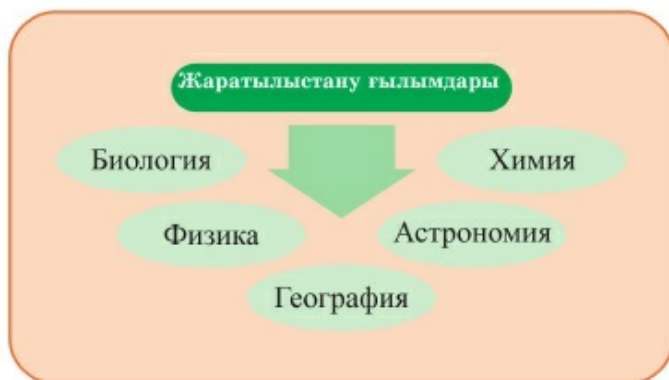 Жаратылыстану ғылымдары
Биология
Химия
Физика
Астрономия
География